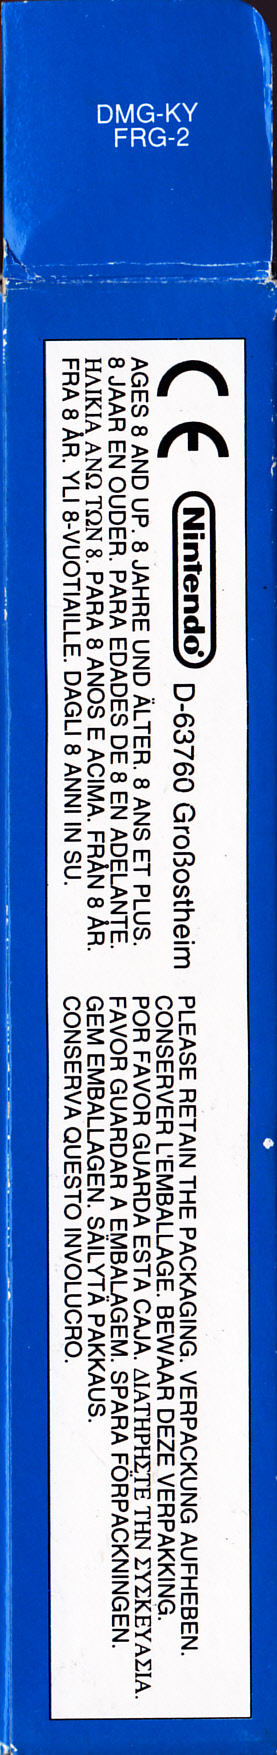 DMG-KY
FRG-2
CE
Nintendo® D-63760 Großostheim
AGES 8 AND UP. 8 JAHRE UND ÄLTER. 8 ANS ET PLUS.
8 JAAR EN OUDER. PARA EDADES DE 8 EN ADELANTE.
ΗΛΙΚΙΑ ΑΝΩ ΤΩΝ 8. PARA 8 ANOS E ACIMA. FRÅN 8 ÅR.
FRA 8 ÅR. YLI 8-VUOTIAILLE. DAGLI 8 ANNI IN SU.
PLEASE RETAIN THE PACKAGING. VERPACKUNG AUFHEBEN.
CONSERVER L'EMBALLAGE. BEWAAR DEZE VERPAKKING.
POR FAVOR GUARDA ESTA CAJA. ΔΙΑΤΗΡΗΣΤΕ ΤΗΝ ΣΥΣΚΕΥΑΣΙΑ.
FAVOR GUARDAR A EMBALAGEM. SPARA FÖRPACKNINGEN.
GEM EMBALLAGEN. SÄILYTÄ PAKKAUS.
CONSERVA QUESTO INVOLUCRO.